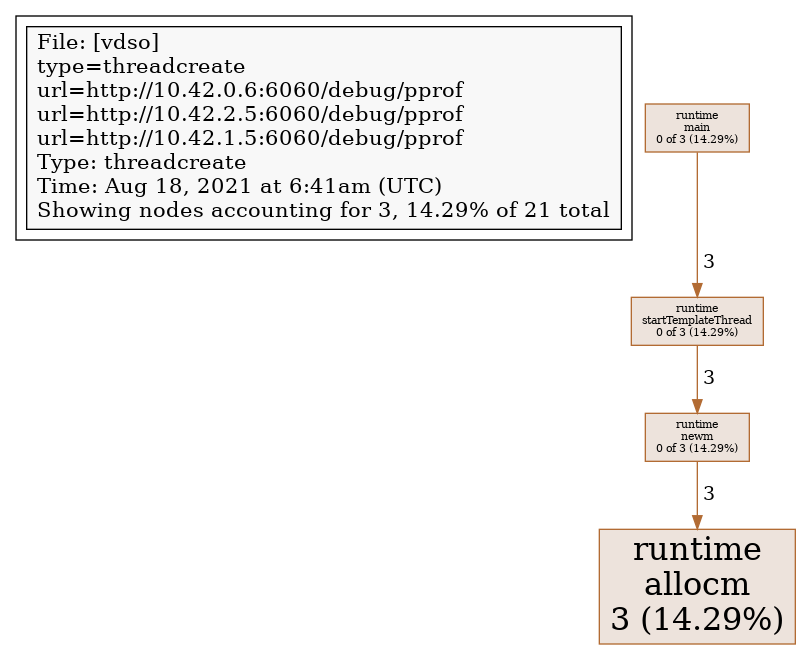 File: [vdso]
type=threadcreate
url=http://10.42.0.6:6060/debug/pprof
url=http://10.42.2.5:6060/debug/pprof
url=http://10.42.1.5:6060/debug/pprof
Type: threadcreate
Time: Aug 18, 2021 at 6:41am (UTC)
Showing nodes accounting for 3, 14.29% of 21 total
runtime
main
0 of 3 (14.29%)
3
runtime
startTemplateThread
0 of 3 (14.29%)
3
runtime
newm
0 of 3 (14.29%)
3
runtime
allocm
3 (14.29%)